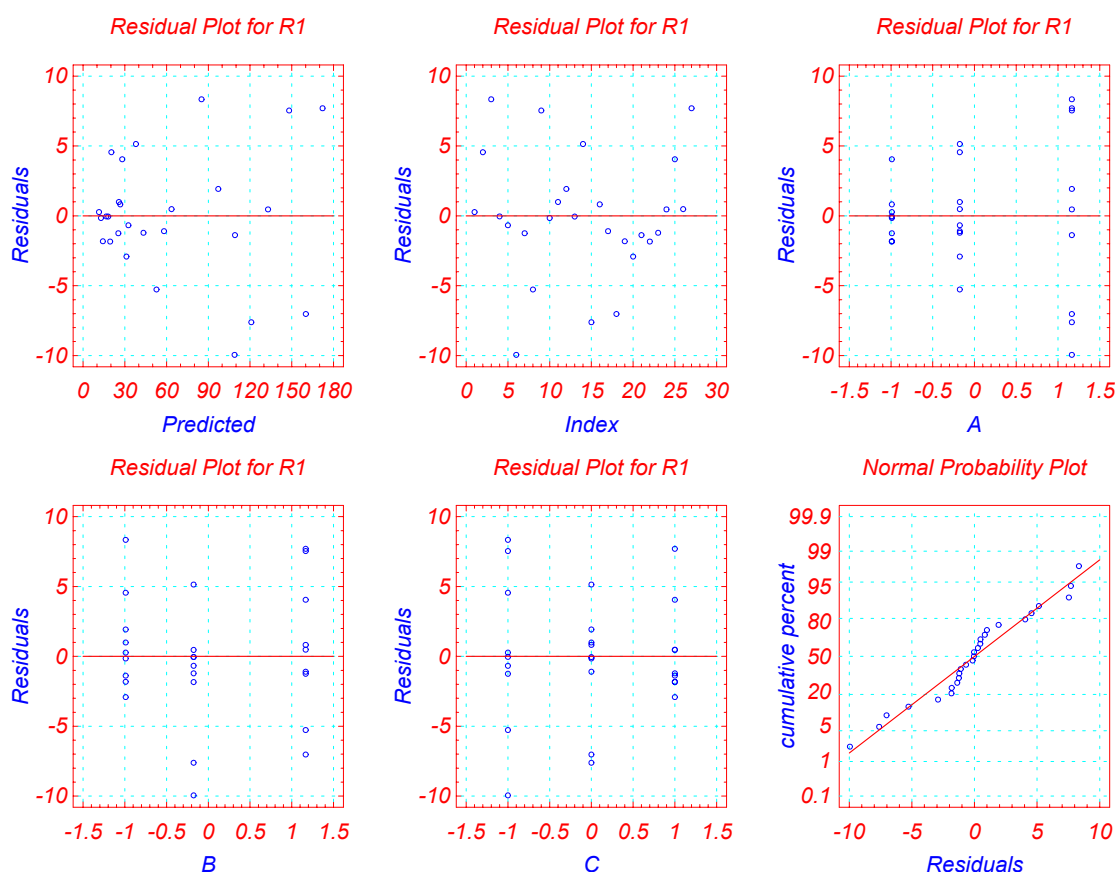 Residual Plot for R1
Residual Plot for R1
Residual Plot for R1
10
5
0
-5
-10
Residuals
0 30 60 90 120 150 180
Predicted
10
5
0
-5
-10
Residuals
0 5 10 15 20 25 30
Index
10
5
0
-5
-10
Residuals
-1.5 -1 -0.5 0 0.5 1 1.5
A
Residual Plot for R1
Residual Plot for R1
Normal Probability Plot
10
5
0
-5
-10
Residuals
-1.5 -1 -0.5 0 0.5 1 1.5
B
10
5
0
-5
-10
Residuals
-1.5 -1 -0.5 0 0.5 1 1.5
C
99.9
99
95
80
50
20
5
1
0.1
cumulative percent
-10 -5 0 5 10
Residuals